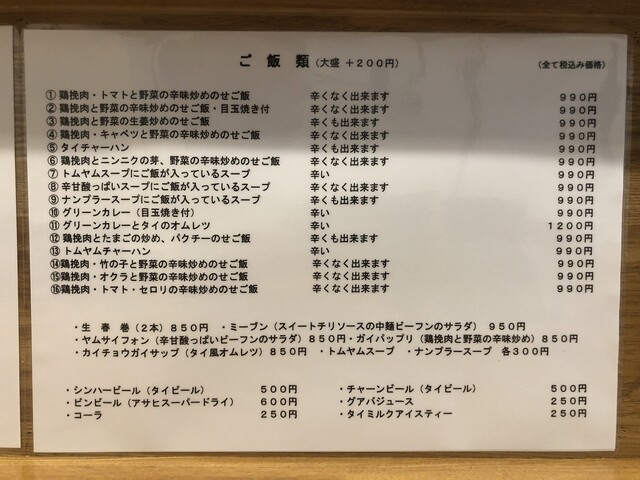 ご 飯 類 (大盛 +200円) (全て税込み価格)
① 鶏挽肉・トマトと野菜の辛味炒めのせご飯 辛くなく出来ます 990円
② 鶏挽肉と野菜の辛味炒めのせご飯・目玉焼き付 辛くなく出来ます 990円
③ 鶏挽肉と野菜の生姜炒めのせご飯 辛くも出来ます 990円
④ 鶏挽肉・キャベツと野菜の辛味炒めのせご飯 辛くなく出来ます 990円
⑤ タイチャーハン 辛くも出来ます 990円
⑥ 鶏挽肉とニンニクの芽、野菜の辛味炒めのせご飯 辛くなく出来ます 990円
⑦ トムヤムスープにご飯が入っているスープ 辛い 990円
⑧ 辛甘酸っぱいスープにご飯が入っているスープ 辛くなく出来ます 990円
⑨ ナンプラースープにご飯が入っているスープ 辛くも出来ます 990円
⑩ グリーンカレー(目玉焼き付) 辛い 990円
⑪ グリーンカレーとタイのオムレツ 辛い 1200円
⑫ 鶏挽肉とたまごの炒め、パクチーのせご飯 辛くも出来ます 990円
⑬ トムヤムチャーハン 辛い 990円
⑭鶏挽肉・竹の子と野菜の辛味炒めのせご飯 辛くなく出来ます 990円
⑮鶏挽肉・オクラと野菜の辛味炒めのせご飯 辛くなく出来ます 990円
⑯鶏挽肉・トマト・セロリの辛味炒めのせご飯 辛くなく出来ます 990円
・生 春 巻(2本)850円 ・ミーブン(スイートチリソースの中麺ビーフンのサラダ) 950円
・ヤムサイフォン(辛甘酸っぱいビーフンのサラダ)850円・ガイパップリ(鶏挽肉と野菜の辛味炒め)850円
・カイチョウガイサップ(タイ風オムレツ)850円 ・トムヤムスープ ・ナンプラースープ 各300円
・シンハービール(タイビール) 500円 ・チャーンビール(タイビール) 500円
・ビンビール(アサヒスーパードライ) 600円 ・グアバジュース 250円
・コーラ 250円 ・タイミルクアイスティー 250円